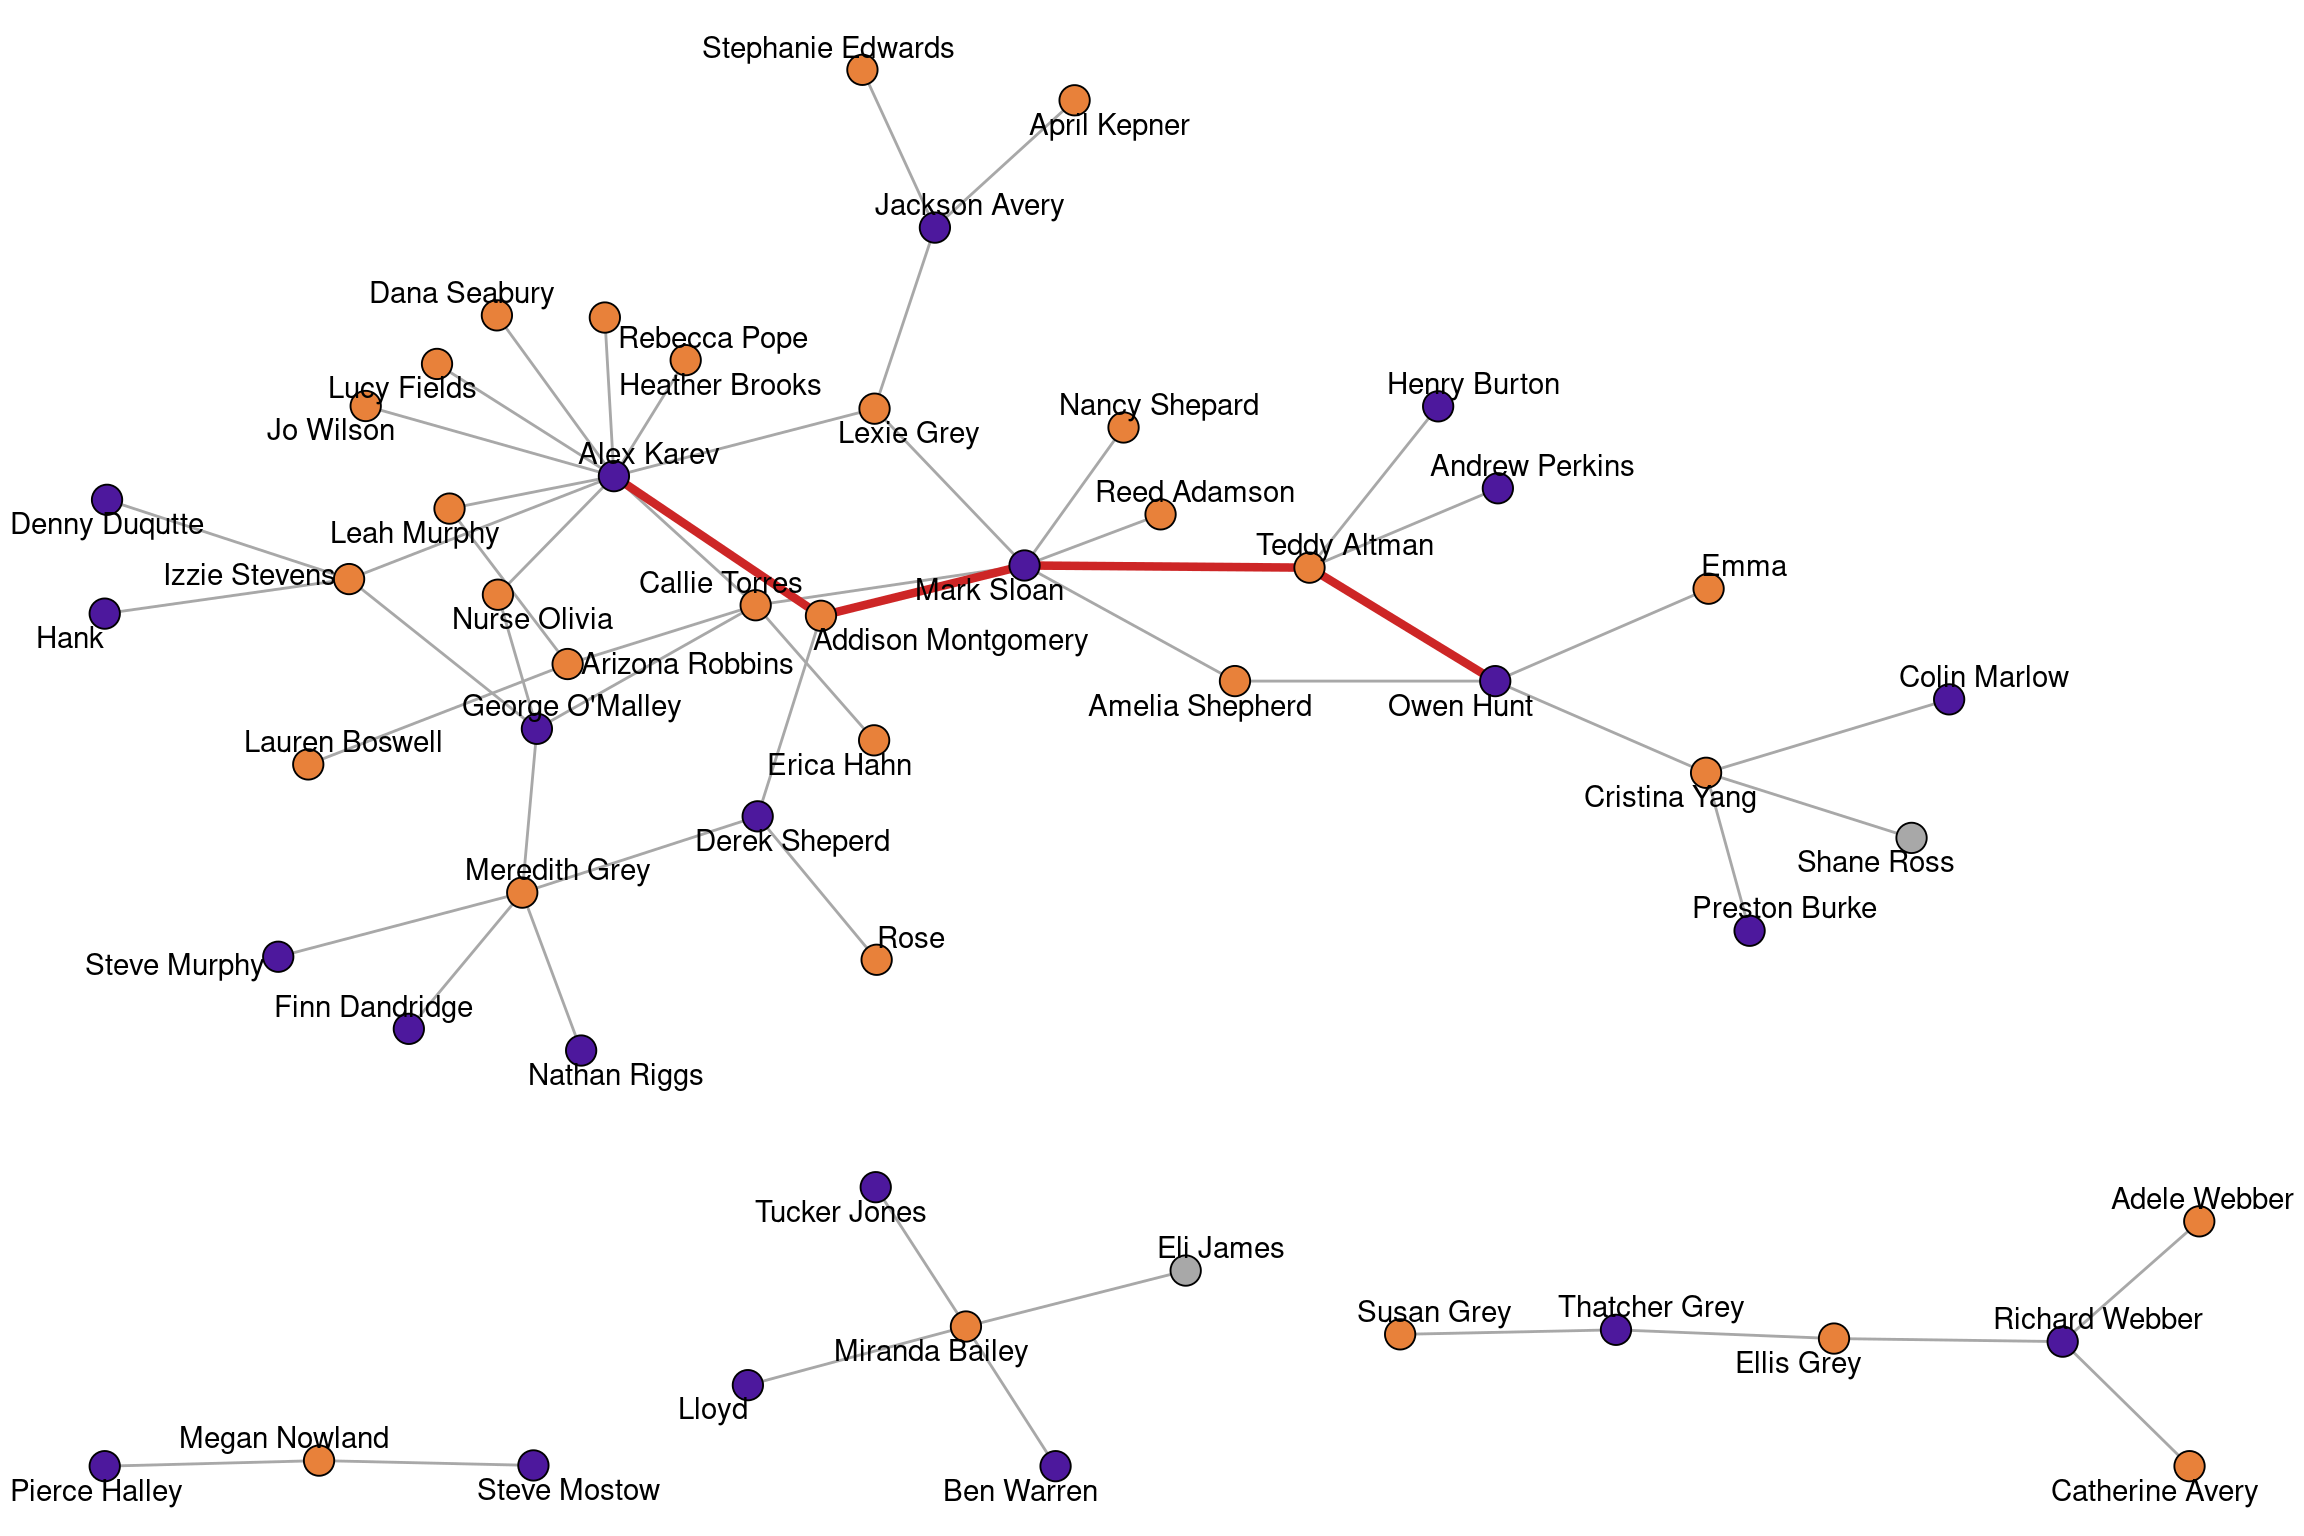 Stephanie Edwards
April Kepner
Jackson Avery
Dana Seabury
Rebecca Pope
Lucy Fields
Heather Brooks
Henry Burton
Nancy Shepard
Jo Wilson
Lexie Grey
Alex Karev
Andrew Perkins
Reed Adamson
Denny Duqutte
Leah Murphy
Teddy Altman
Emma
Izzie Stevens
Callie Torres
Mark Sloan
Nurse Olivia
Hank
Addison Montgomery
Arizona Robbins
Colin Marlow
George O'Malley
Amelia Shepherd
Owen Hunt
Lauren Boswell
Erica Hahn
Cristina Yang
Derek Sheperd
Shane Ross
Meredith Grey
Preston Burke
Rose
Steve Murphy
Finn Dandridge
Nathan Riggs
Adele Webber
Tucker Jones
Eli James
Thatcher Grey
Susan Grey
Richard Webber
Miranda Bailey
Ellis Grey
Lloyd
Megan Nowland
Steve Mostow
Pierce Halley
Ben Warren
Catherine Avery